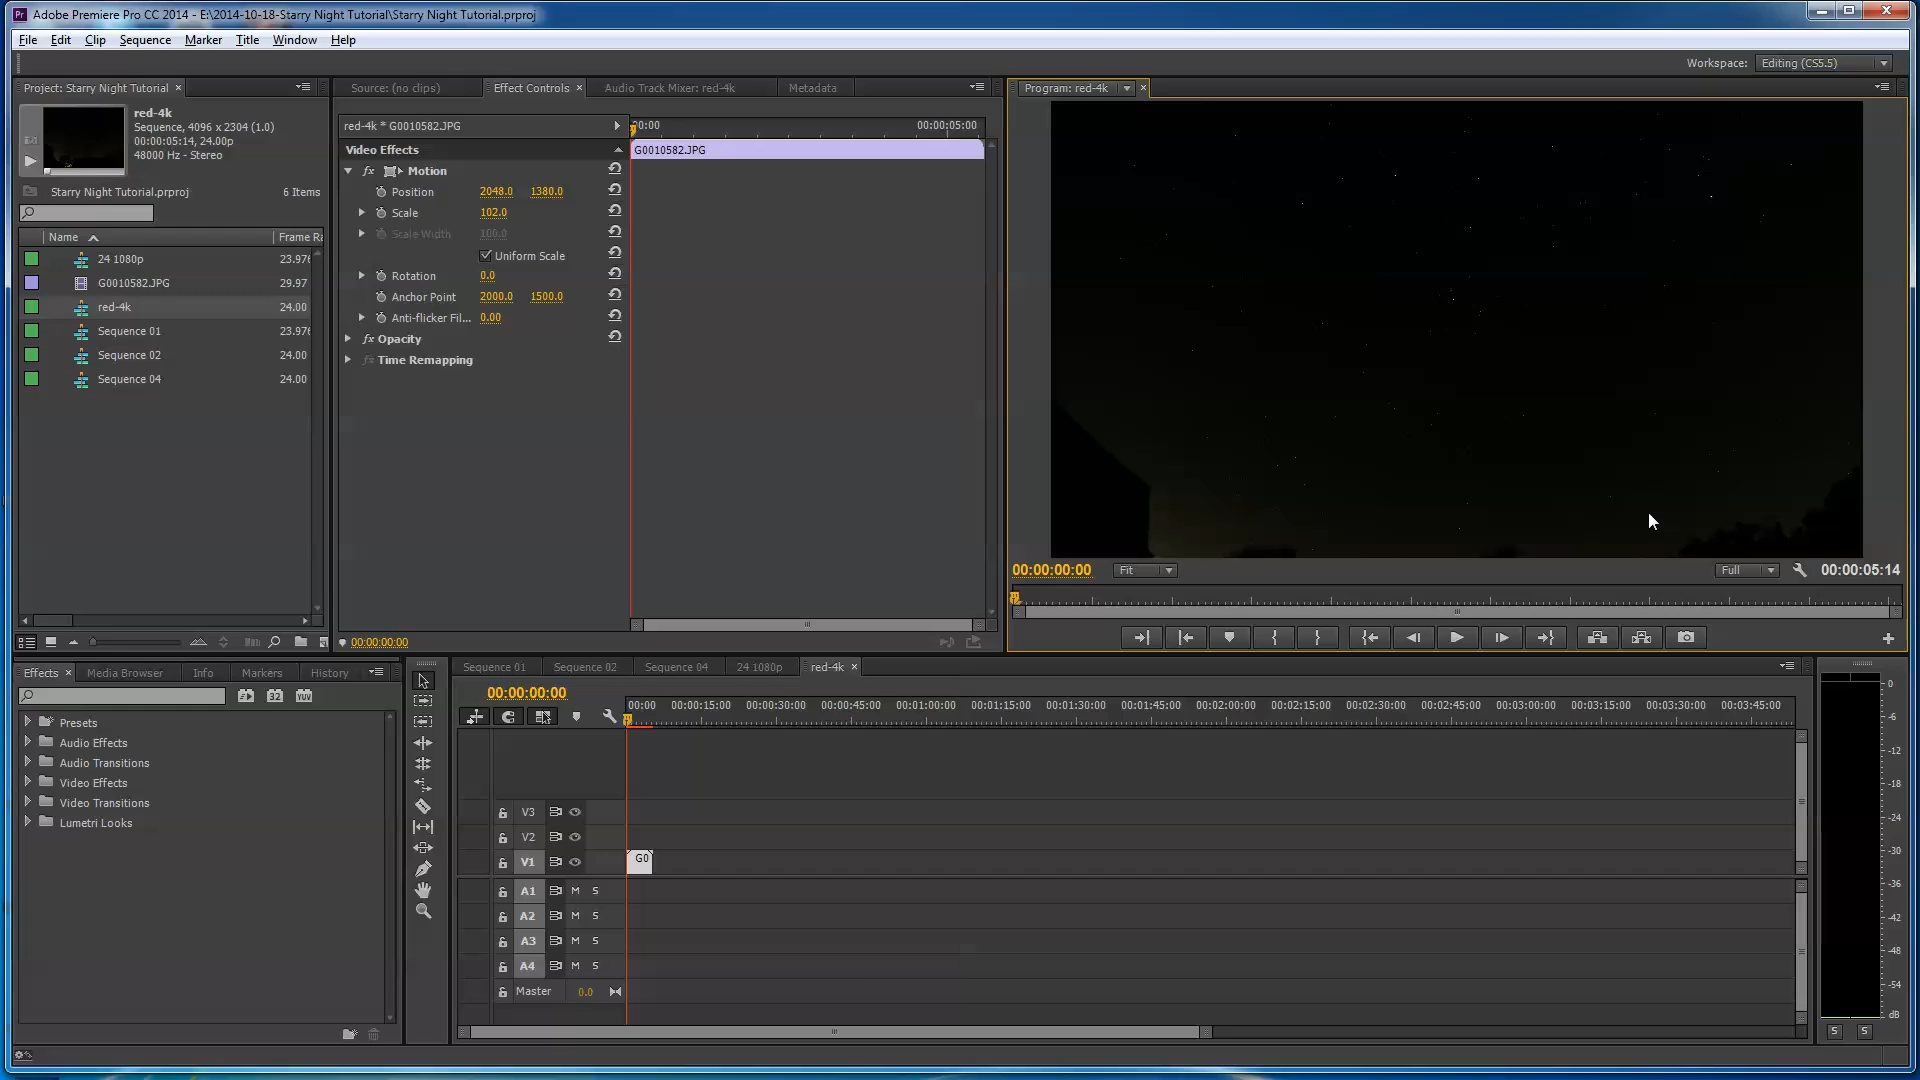 Adobe Premiere Pro CC 2014 - E:\2014-10-18-Starry Night Tutorial\Starry Night Tutorial.prproj
File Edit Clip Sequence Marker Title Window Help
Workspace: Editing (CS5.5)
Project: Starry Night Tutorial
red-4k
Sequence, 4096 x 2304 (1.0)
00:00:05:14, 24.00p
48000 Hz - Stereo
Starry Night Tutorial.prproj 6 Items
Name Frame Ra
24 1080p 23.976
G0010582.JPG 29.97
red-4k 24.00
Sequence 01 23.976
Sequence 02 24.00
Sequence 04 24.00
Source: (no clips) Effect Controls Audio Track Mixer: red-4k Metadata
red-4k * G0010582.JPG
:00:00 00:00:05:00
Video Effects
G0010582.JPG
fx Motion
Position 2048.0 1380.0
Scale 102.0
Scale Width 100.0
Uniform Scale
Rotation 0.0
Anchor Point 2000.0 1500.0
Anti-flicker Fil... 0.00
fx Opacity
fx Time Remapping
00:00:00:00
Program: red-4k
00:00:00:00 Fit Full 00:00:05:14
Effects Media Browser Info Markers History
32 YUV
Presets
Audio Effects
Audio Transitions
Video Effects
Video Transitions
Lumetri Looks
Sequence 01 Sequence 02 Sequence 04 24 1080p red-4k
00:00:00:00
00:00 00:00:15:00 00:00:30:00 00:00:45:00 00:01:00:00 00:01:15:00 00:01:30:00 00:01:45:00 00:02:00:00 00:02:15:00 00:02:30:00 00:02:45:00 00:03:00:00 00:03:15:00 00:03:30:00 00:03:45:00
V3
V2
V1 G0
A1 M S
A2 M S
A3 M S
A4 M S
Master 0.0
0
-6
-12
-18
-24
-30
-36
-42
-48
-54
dB
S S